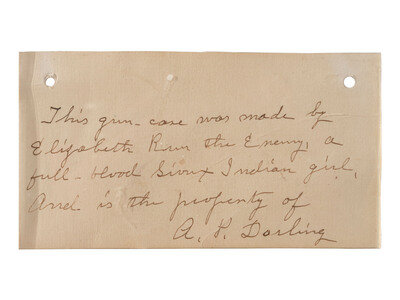 This gun-case was made by
Elizabeth Run the Enemy, a
full-blood Sioux Indian girl,
And is the property of
A. H. Darling